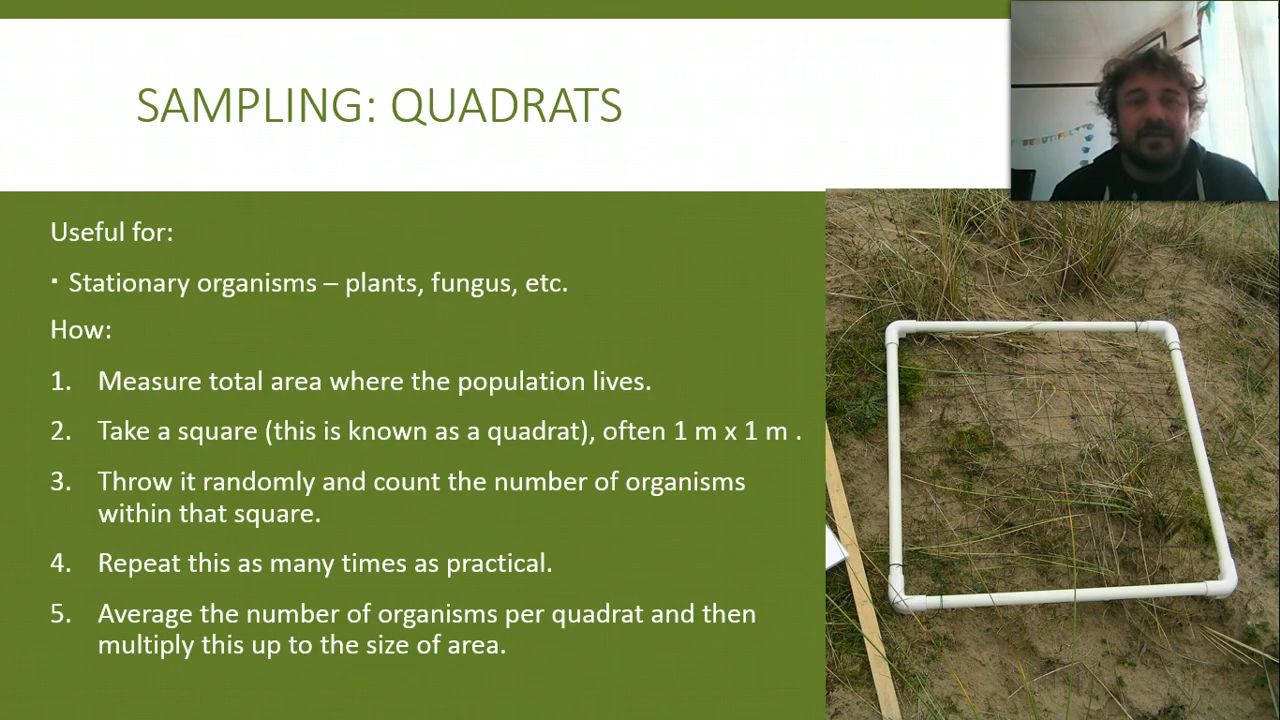 SAMPLING: QUADRATS
Useful for:
▪ Stationary organisms – plants, fungus, etc.
How:
1. Measure total area where the population lives.
2. Take a square (this is known as a quadrat), often 1 m x 1 m .
3. Throw it randomly and count the number of organisms
within that square.
4. Repeat this as many times as practical.
5. Average the number of organisms per quadrat and then
multiply this up to the size of area.